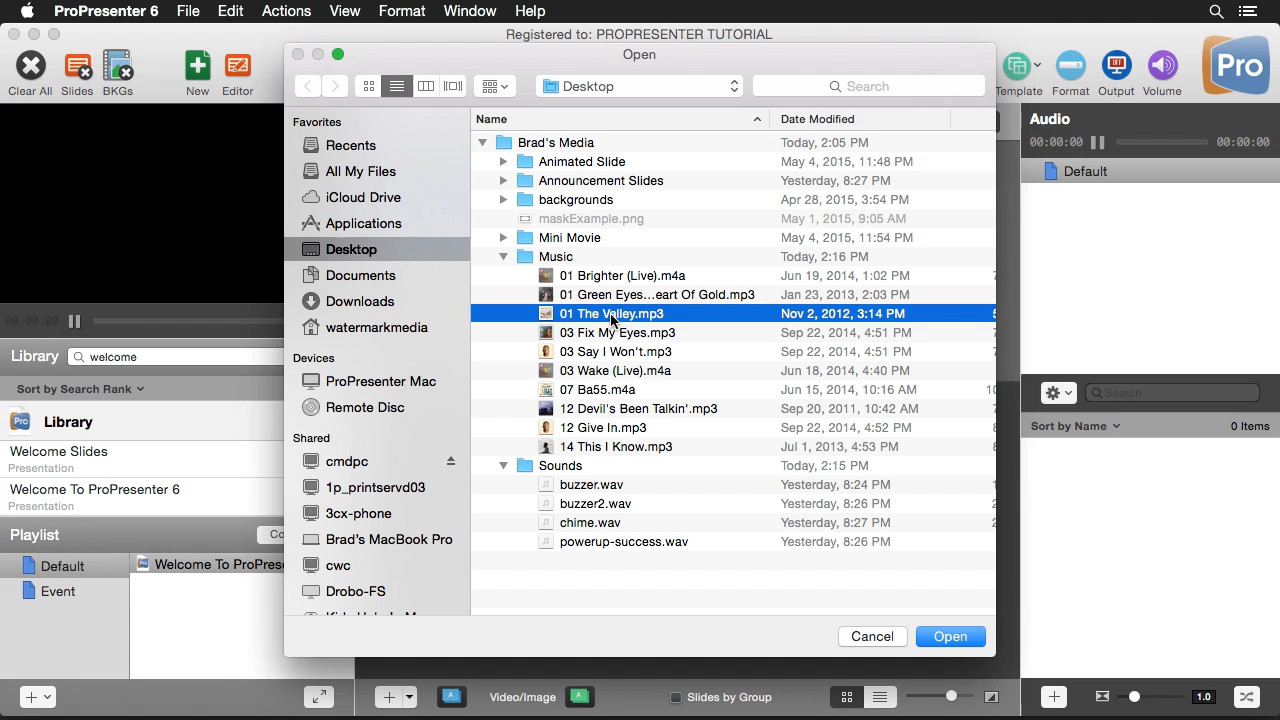 ProPresenter 6 File Edit Actions View Format Window Help
Registered to: PROPRESENTER TUTORIAL
Open
Clear All Slides BKGs New Editor
Template Format Output Volume
Pro
Desktop
Search
Favorites
Recents
All My Files
iCloud Drive
Applications
Desktop
Documents
Downloads
watermarkmedia
Devices
ProPresenter Mac
Remote Disc
Shared
cmdpc
1p_printservd03
3cx-phone
Brad's MacBook Pro
cwc
Drobo-FS
Name Date Modified
Brad's Media Today, 2:05 PM
Animated Slide May 4, 2015, 11:48 PM
Announcement Slides Yesterday, 8:27 PM
backgrounds Apr 28, 2015, 3:54 PM
maskExample.png May 1, 2015, 9:05 AM
Mini Movie May 4, 2015, 11:54 PM
Music Today, 2:16 PM
01 Brighter (Live).m4a Jun 19, 2014, 1:02 PM
01 Green Eyes...eart Of Gold.mp3 Jan 23, 2013, 2:03 PM
01 The Valley.mp3 Nov 2, 2012, 3:14 PM
03 Fix My Eyes.mp3 Sep 22, 2014, 4:51 PM
03 Say I Won't.mp3 Sep 22, 2014, 4:51 PM
03 Wake (Live).m4a Jun 18, 2014, 4:40 PM
07 Ba55.m4a Jun 15, 2014, 10:16 AM
12 Devil's Been Talkin'.mp3 Sep 20, 2011, 10:42 AM
12 Give In.mp3 Sep 22, 2014, 4:52 PM
14 This I Know.mp3 Jul 1, 2013, 4:53 PM
Sounds Today, 2:15 PM
buzzer.wav Yesterday, 8:24 PM
buzzer2.wav Yesterday, 8:26 PM
chime.wav Yesterday, 8:27 PM
powerup-success.wav Yesterday, 8:26 PM
Cancel Open
00:00:00
Library welcome
Sort by Search Rank
Pro Library
Welcome Slides
Presentation
Welcome To ProPresenter 6
Presentation
Playlist
Default
Event
Welcome To ProPrese
Video/Image
Slides by Group
Audio
00:00:00 00:00:00
Default
Search
Sort by Name 0 Items
1.0